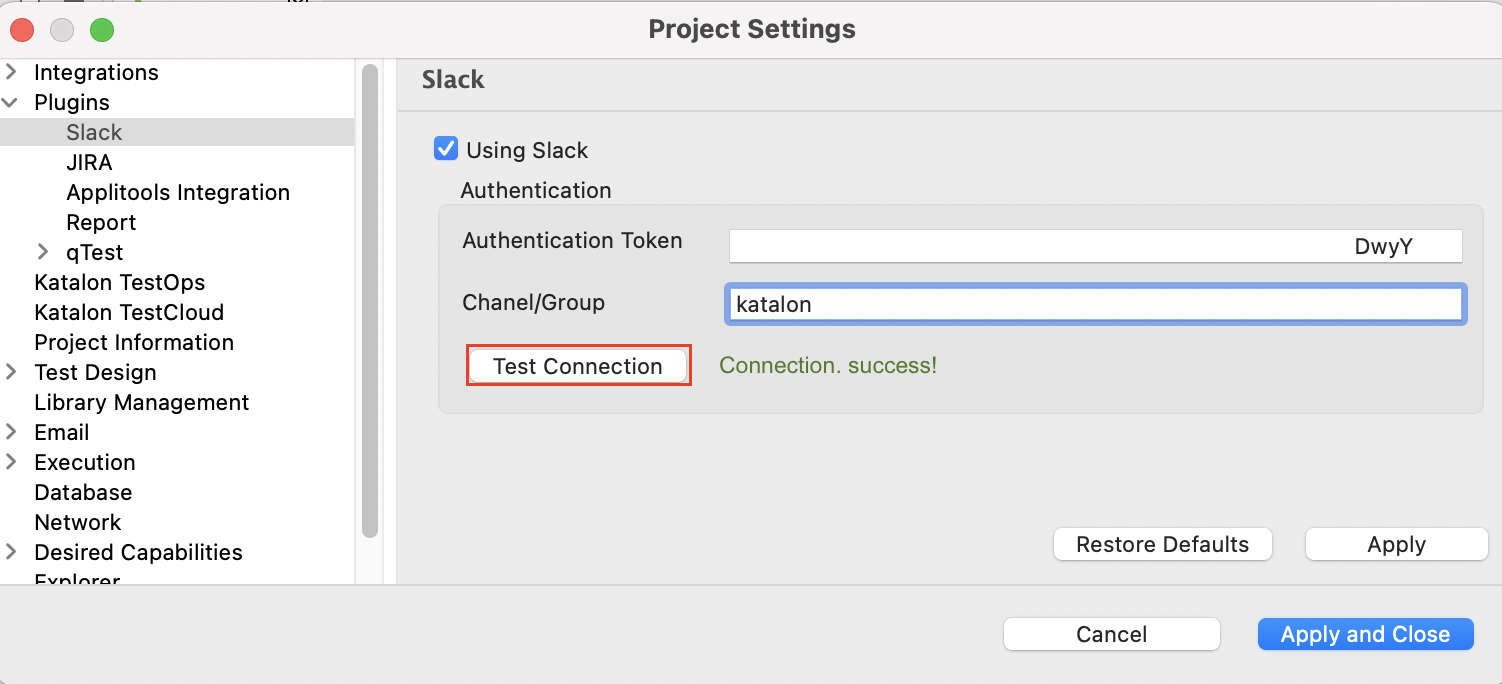 Project Settings
Integrations
Plugins
Slack
JIRA
Applitools Integration
Report
qTest
Katalon TestOps
Katalon TestCloud
Project Information
Test Design
Library Management
Email
Execution
Database
Network
Desired Capabilities
Explorer
Slack
Using Slack
Authentication
Authentication Token DwyY
Chanel/Group katalon
Test Connection Connection. success!
Restore Defaults Apply
Cancel Apply and Close